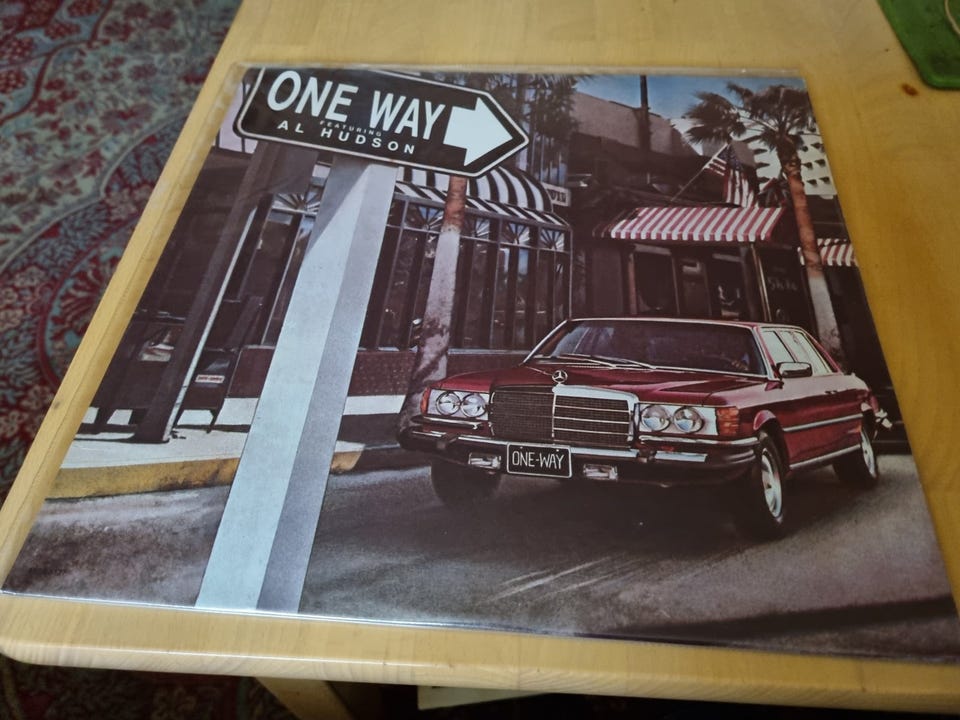 ONE WAY
FEATURING
AL HUDSON
ONE-WAY